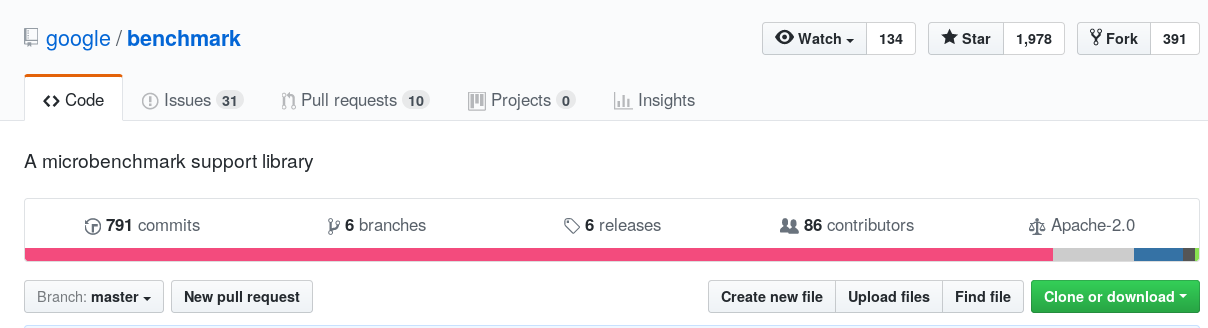 google / benchmark Watch 134 Star 1,978 Fork 391
Code Issues 31 Pull requests 10 Projects 0 Insights
A microbenchmark support library
791 commits 6 branches 6 releases 86 contributors Apache-2.0
Branch: master New pull request Create new file Upload files Find file Clone or download